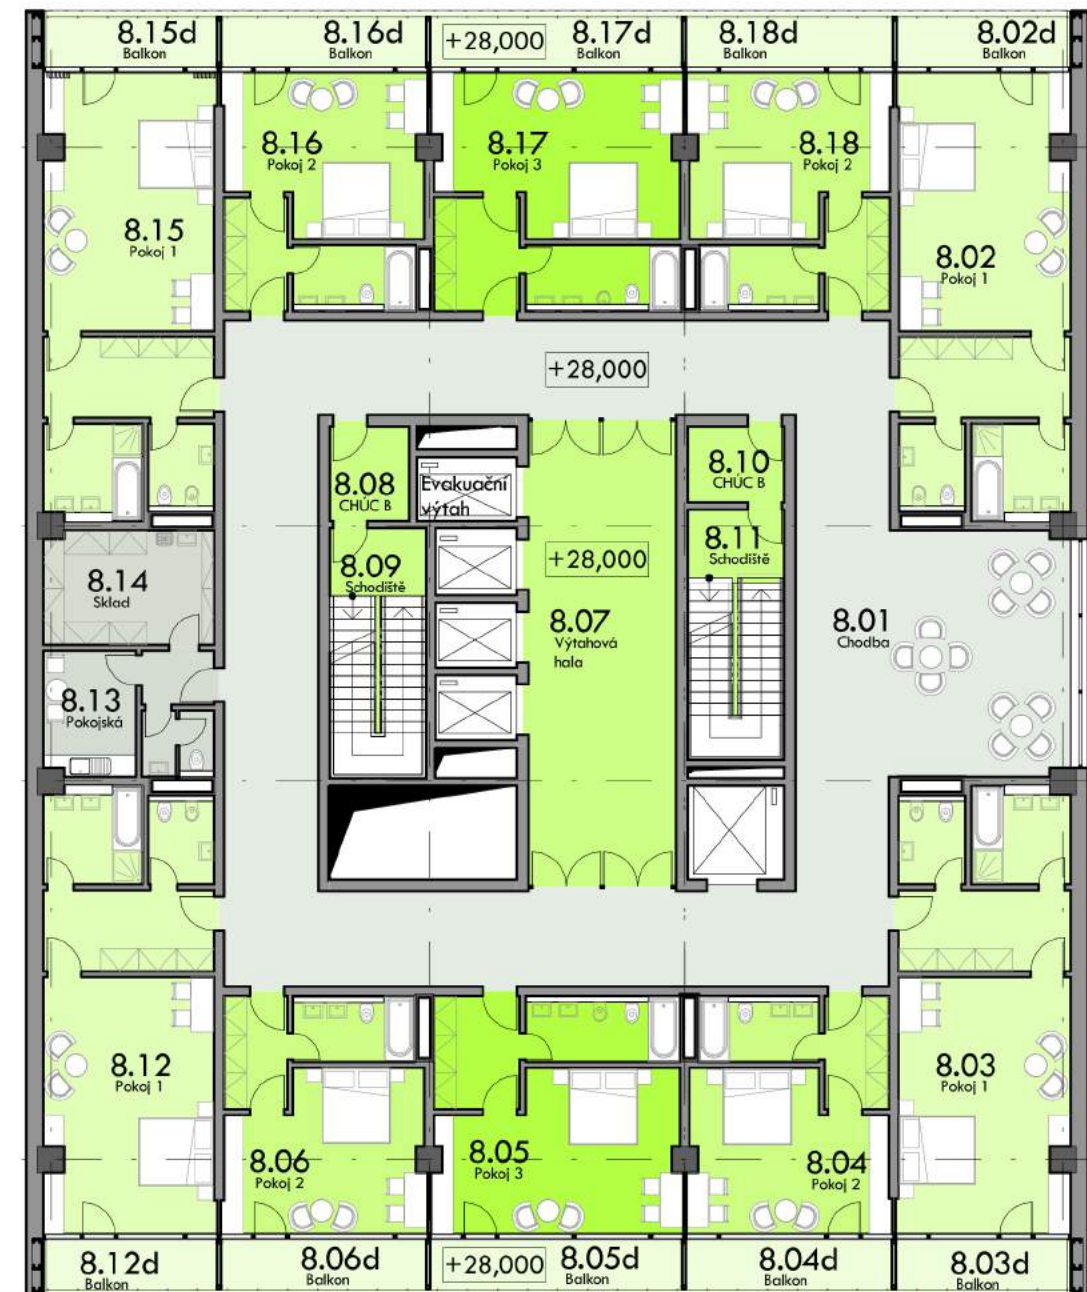 8.15d
Balkon
8.16d
Balkon
+28,000
8.17d
Balkon
8.18d
Balkon
8.02d
Balkon
8.16
Pokoj 2
8.17
Pokoj 3
8.18
Pokoj 2
8.15
Pokoj 1
8.02
Pokoj 1
+28,000
8.08
CHÚC B
Evakuační
výtah
8.10
CHÚC B
8.09
Schodiště
+28,000
8.11
Schodiště
8.14
Sklad
8.07
Výtahová
hala
8.01
Chodba
8.13
Pokojská
8.12
Pokoj 1
8.03
Pokoj 1
8.06
Pokoj 2
8.05
Pokoj 3
8.04
Pokoj 2
8.12d
Balkon
8.06d
Balkon
+28,000
8.05d
Balkon
8.04d
Balkon
8.03d
Balkon